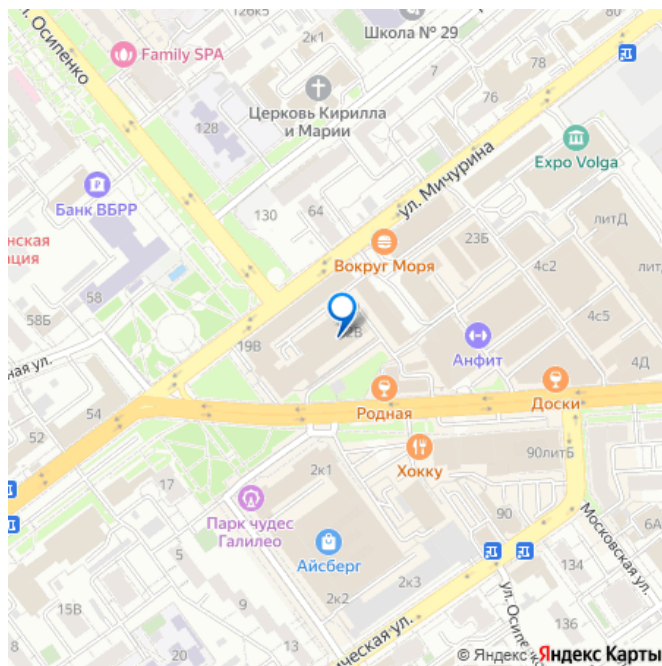 ул. Осипенко
126к5
2к1
Школа № 29
Family SPA
7
78
80
76
Церковь Кирилла
и Марии
128
ул. Мичурина
Expo Volga
Банк ВБРР
130
64
литД
23Б
4с2
Вокруг Моря
58
58Б
4с5
19В
Анфит
4Д
54
Родная
Доски
52
Хокку
90литБ
17
2к1
Парк чудес
Галилео
90
Московская ул.
6А
5
Айсберг
134
9
2к2
2к3
15В
13
20
136
© Яндекс Яндекс Карты